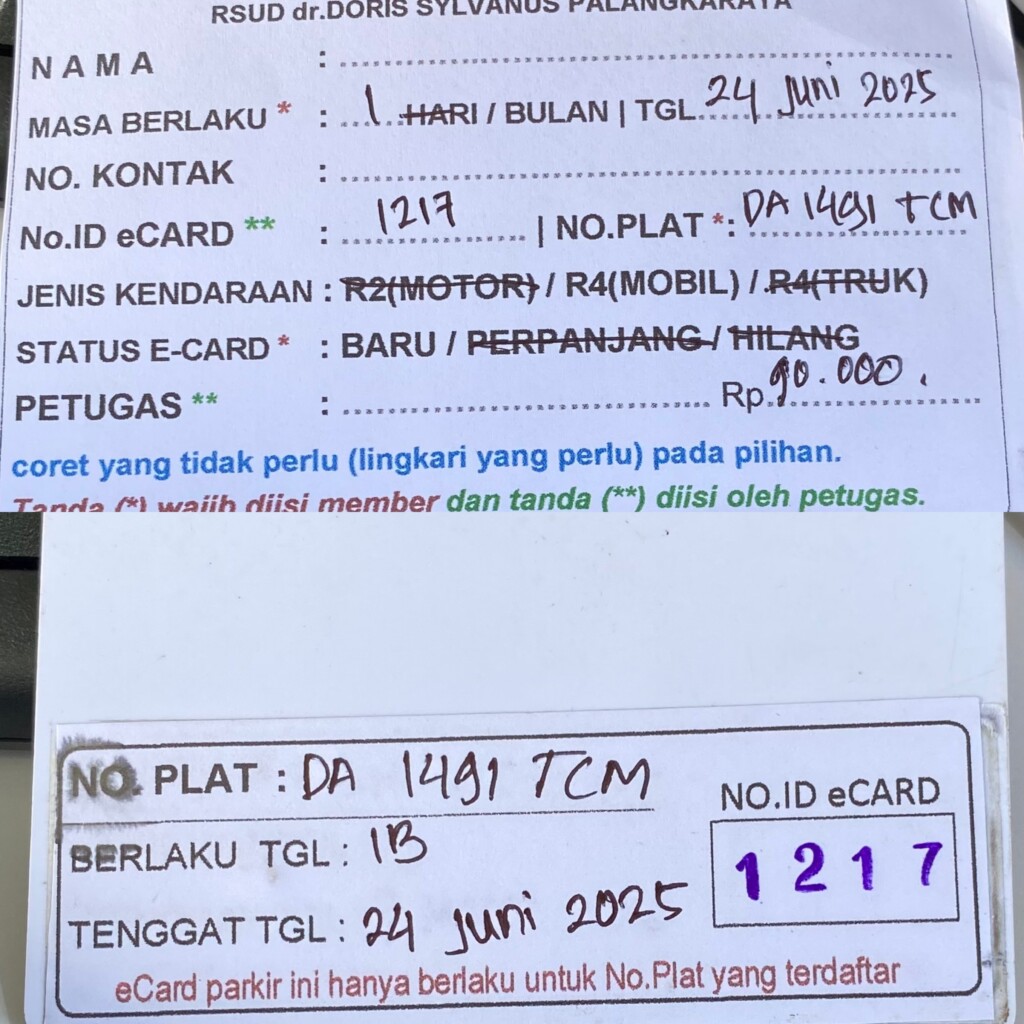 RSUD dr.DORIS SYLVANUS PALANGKARAYA
N A M A :
MASA BERLAKU * : 1 HARI / BULAN | TGL. 24 Juni 2025
NO. KONTAK :
No.ID eCARD ** : 1217 | NO.PLAT *: DA 1491 TCM
JENIS KENDARAAN : R2(MOTOR) / R4(MOBIL) / R4(TRUK)
STATUS E-CARD * : BARU / PERPANJANG / HILANG
PETUGAS ** : Rp. 90.000.
coret yang tidak perlu (lingkari yang perlu) pada pilihan.
Tanda (*) wajib diisi member dan tanda (**) diisi oleh petugas.
NO. PLAT : DA 1491 TCM
BERLAKU TGL : 1B
TENGGAT TGL : 24 Juni 2025
NO.ID eCARD
1217
eCard parkir ini hanya berlaku untuk No.Plat yang terdaftar